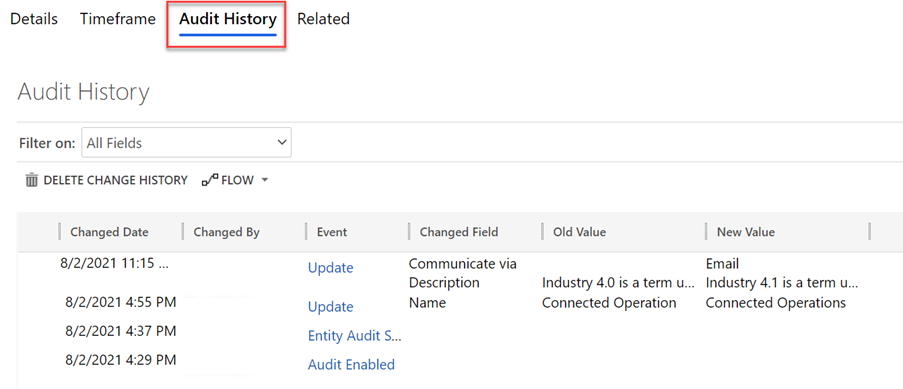 Details Timeframe Audit History Related
Audit History
Filter on: All Fields
DELETE CHANGE HISTORY FLOW
Changed Date Changed By Event Changed Field Old Value New Value
8/2/2021 11:15 ... Update Communicate via Email
Description Industry 4.0 is a term u... Industry 4.1 is a term u...
8/2/2021 4:55 PM Update Name Connected Operation Connected Operations
8/2/2021 4:37 PM Entity Audit S...
8/2/2021 4:29 PM Audit Enabled